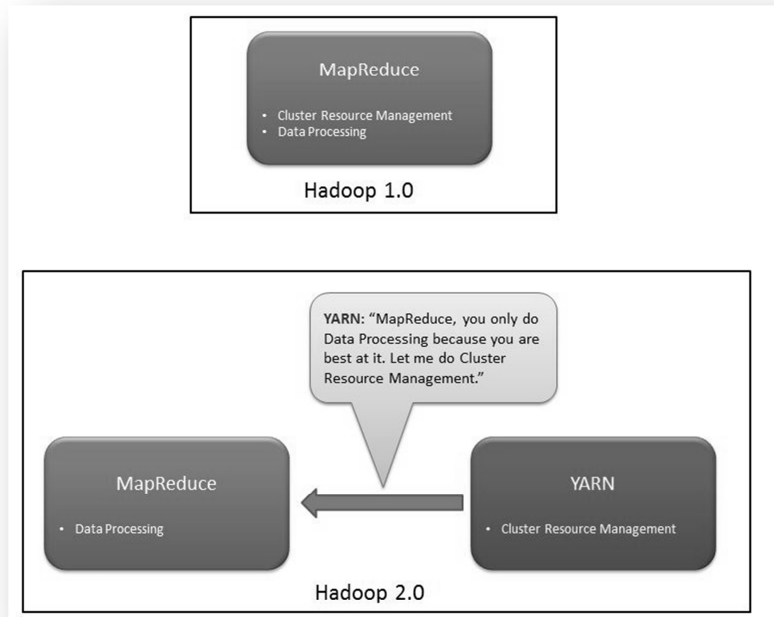 MapReduce
• Cluster Resource Management
• Data Processing
Hadoop 1.0
YARN: “MapReduce, you only do
Data Processing because you are
best at it. Let me do Cluster
Resource Management.”
MapReduce
• Data Processing
YARN
• Cluster Resource Management
Hadoop 2.0